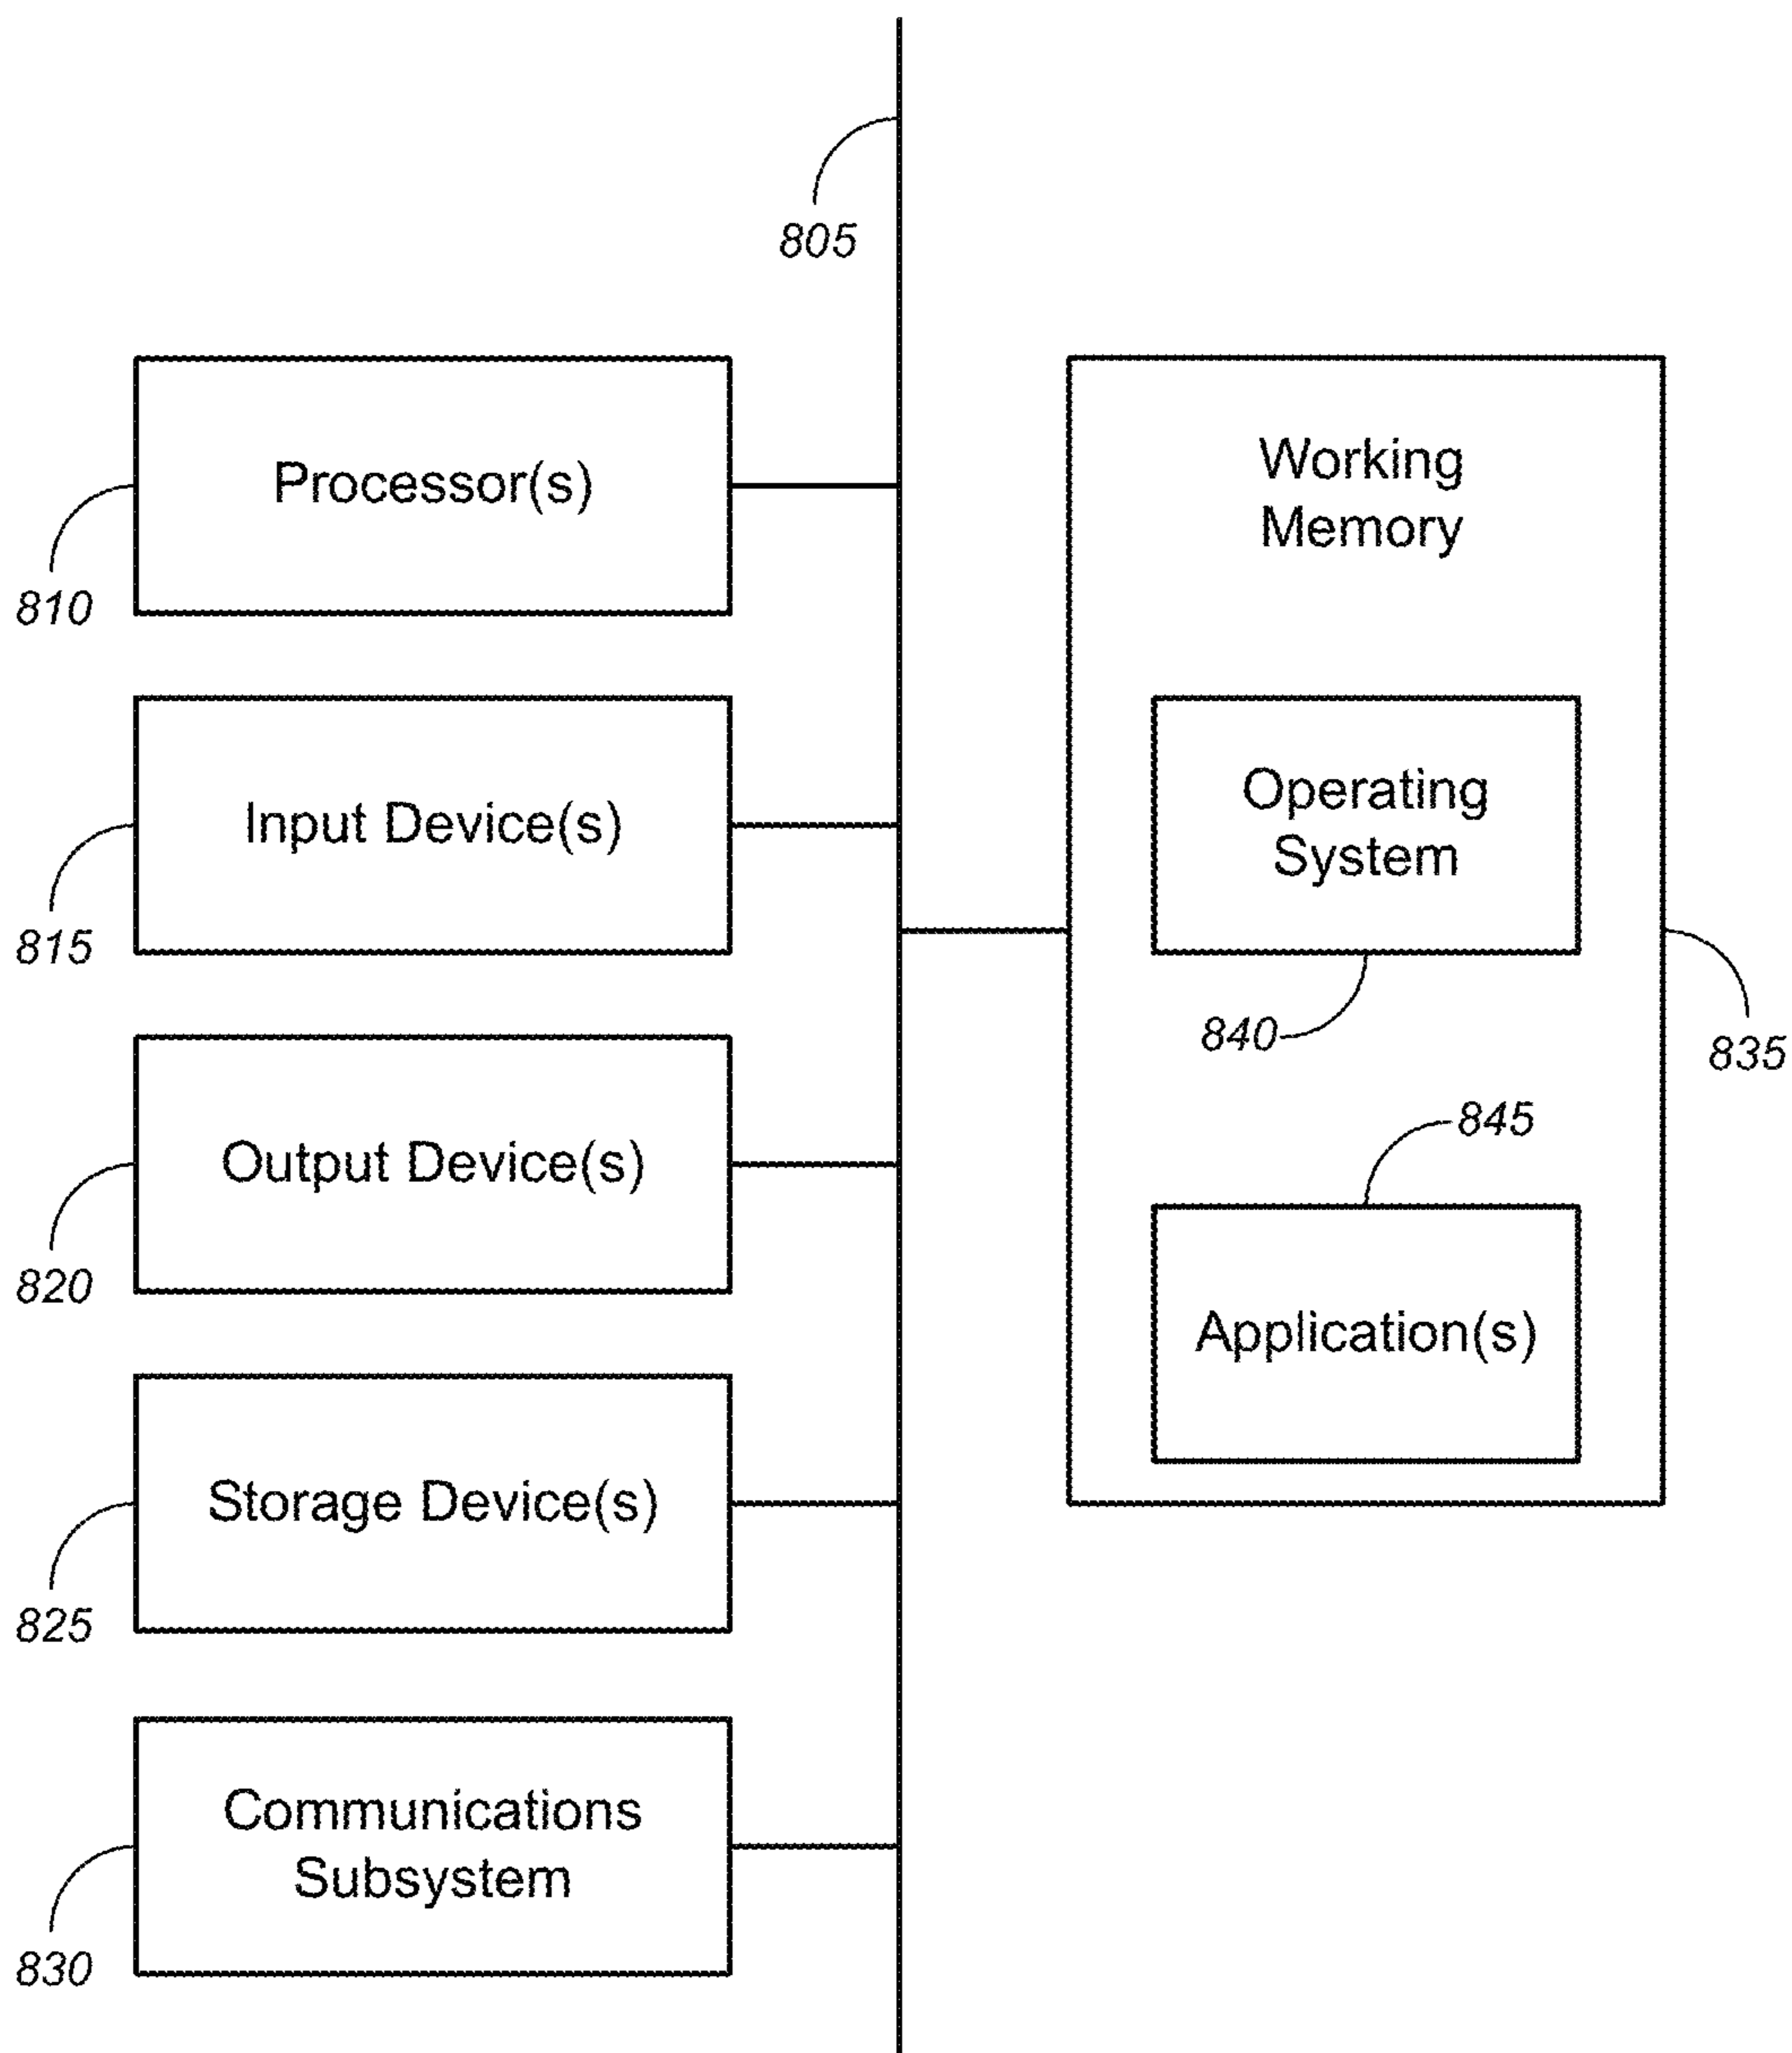 805
Processor(s)
810
Input Device(s)
815
Output Device(s)
820
Storage Device(s)
825
Communications
Subsystem
830
Working
Memory
Operating
System
840
835
845
Application(s)